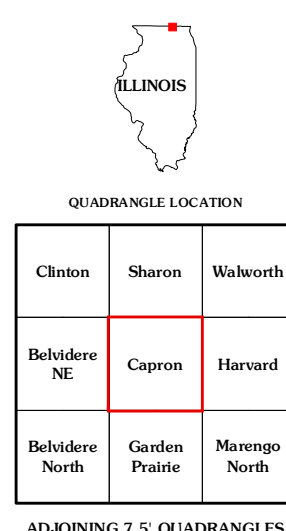 ILLINOIS
QUADRANGLE LOCATION
Clinton Sharon Walworth
Belvidere
NE
Capron
Harvard
Belvidere
North
Garden
Prairie
Marengo
North
ADJOINING 7.5' QUADRANGLES